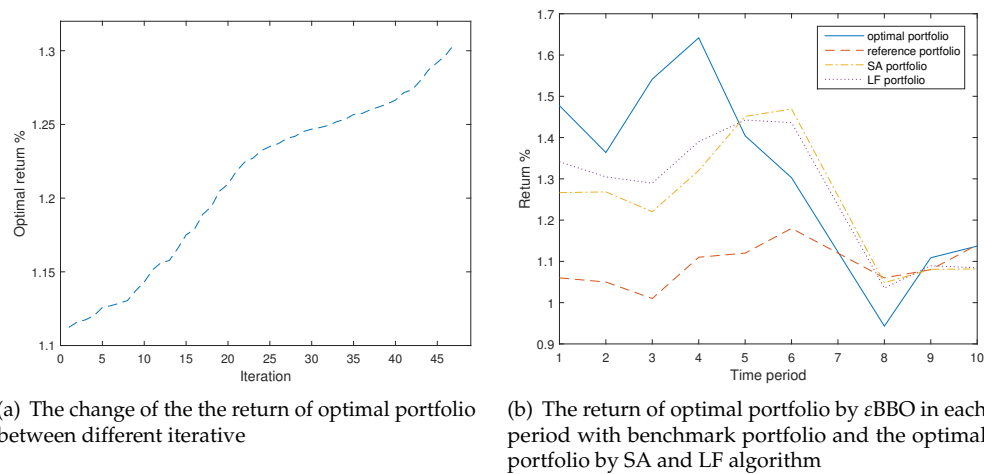 1.3
1.25
1.2
1.15
1.1
Optimal return %
0 5 10 15 20 25 30 35 40 45
Iteration
1.7
1.6
1.5
1.4
1.3
1.2
1.1
1
0.9
Return %
optimal portfolio
reference portfolio
SA portfolio
LF portfolio
1 2 3 4 5 6 7 8 9 10
Time period
(a) The change of the the return of optimal portfolio
between different iterative
(b) The return of optimal portfolio by εBBO in each
period with benchmark portfolio and the optimal
portfolio by SA and LF algorithm